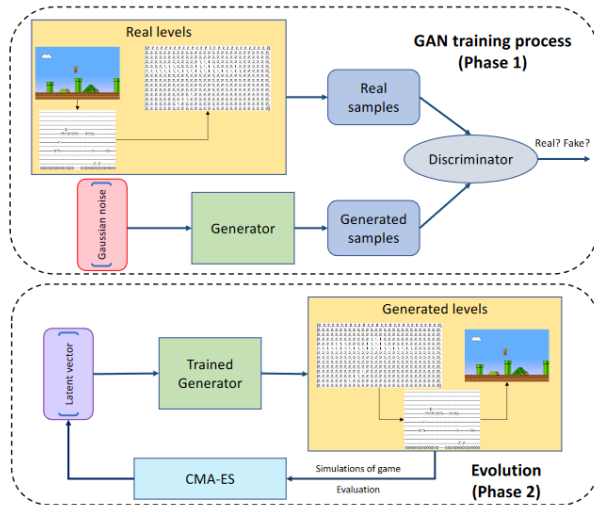 Real levels
GAN training process
(Phase 1)
Real
samples
Real? Fake?
Discriminator
Gaussian noise
Generator
Generated
samples
Generated levels
Latent vector
Trained
Generator
CMA-ES
Simulations of game
Evaluation
Evolution
(Phase 2)